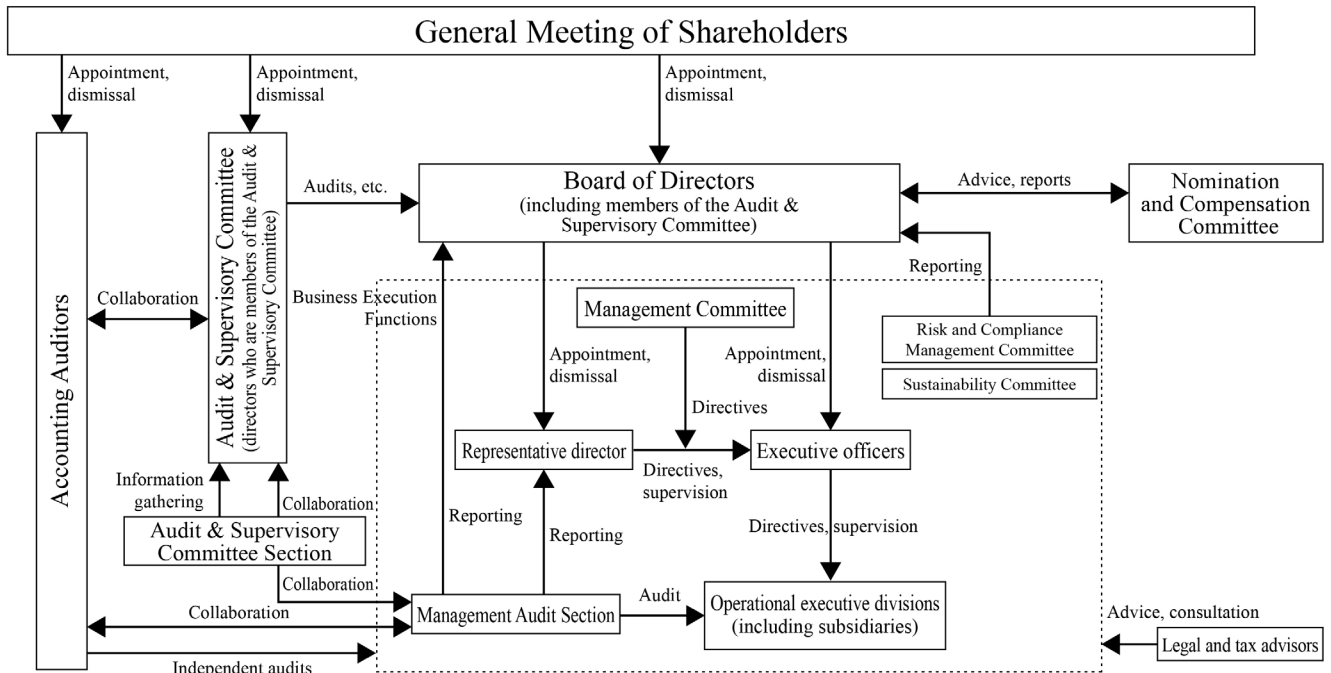 General Meeting of Shareholders
Appointment,
dismissal
Appointment,
dismissal
Appointment,
dismissal
Accounting Auditors
Audit & Supervisory Committee
(directors who are members of the Audit &
Supervisory Committee)
Audits, etc.
Board of Directors
(including members of the Audit &
Supervisory Committee)
Advice, reports
Nomination
and Compensation
Committee
Reporting
Collaboration
Business Execution
Functions
Management Committee
Risk and Compliance
Management Committee
Sustainability Committee
Appointment,
dismissal
Appointment,
dismissal
Directives
Representative director
Executive officers
Directives,
supervision
Information
gathering
Collaboration
Audit & Supervisory
Committee Section
Reporting
Reporting
Directives, supervision
Collaboration
Collaboration
Management Audit Section
Audit
Operational executive divisions
(including subsidiaries)
Advice, consultation
Legal and tax advisors
Independent audits